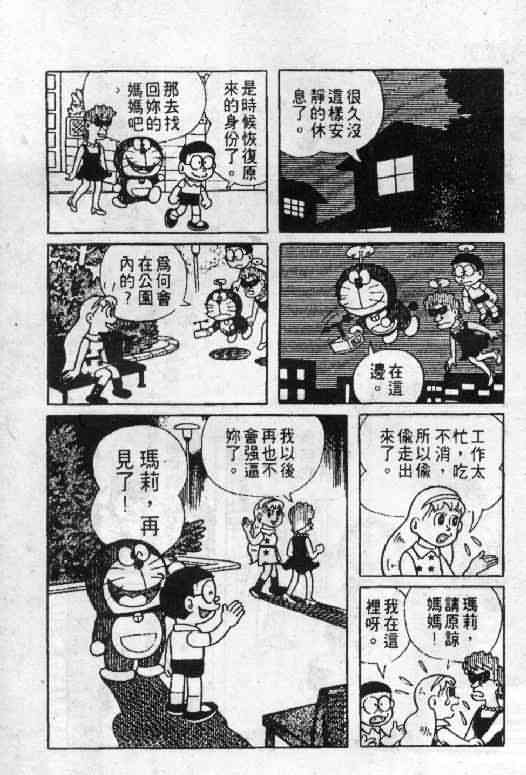 很久沒
這樣安
靜的休
息了。
是時候恢復原
來的身份了。
那去找
回妳的
媽媽吧
。
在這
邊。
為何會
在公園
內的？
工作太
忙，吃
不消，
所以偷
偷走出
來了。
瑪莉，
請原諒
媽媽！
我在這
裡呀。
我以後
再也不
會强逼
妳了。
瑪莉，再
見了！